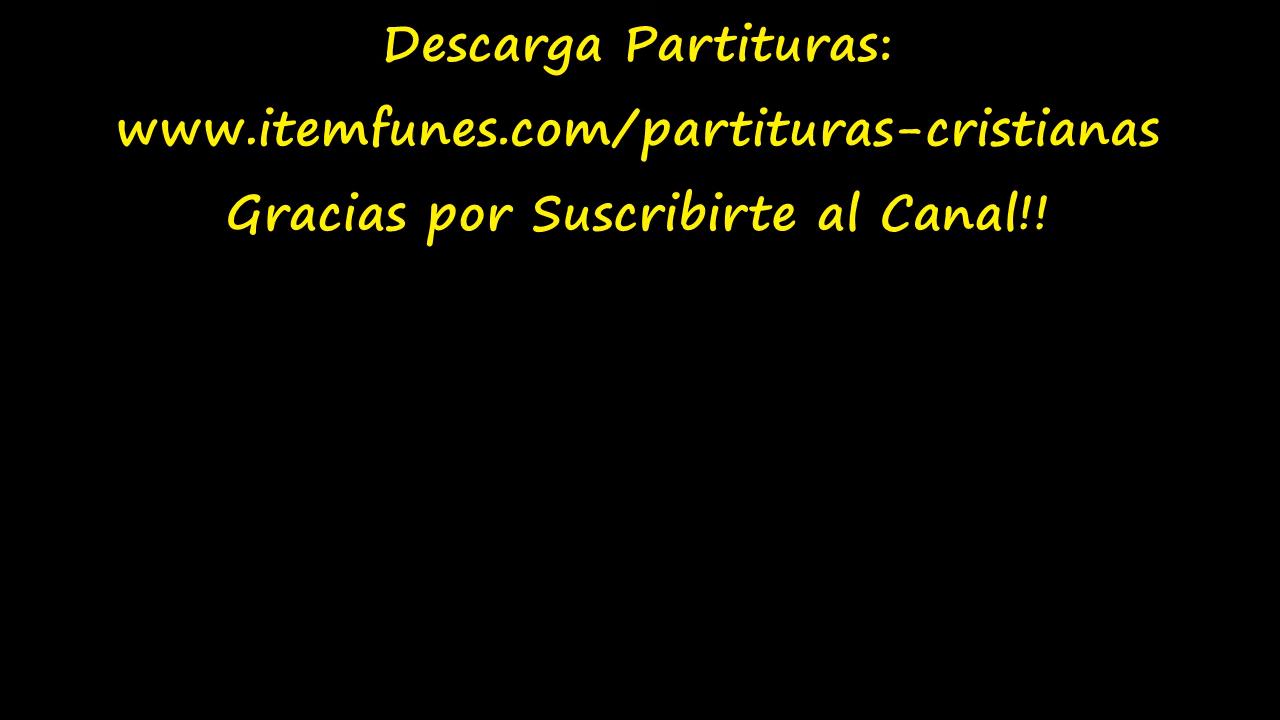 Descarga Partituras:
www.itemfunes.com/partituras-cristianas
Gracias por Suscribirte al Canal!!